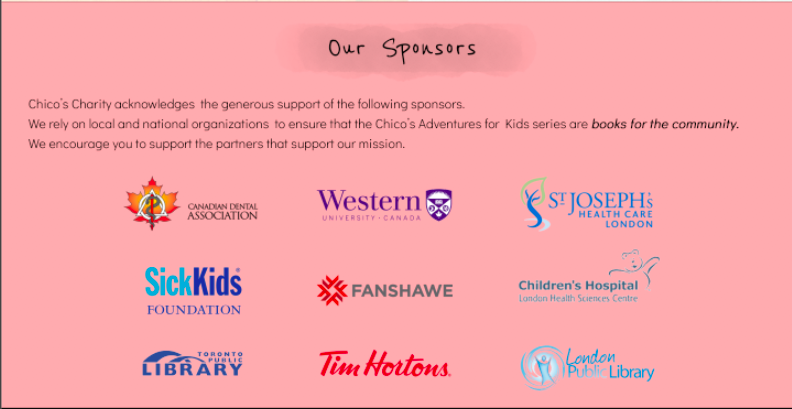 Our Sponsors
Chico's Charity acknowledges the generous support of the following sponsors.
We rely on local and national organizations to ensure that the Chico's Adventures for Kids series are books for the community.
We encourage you to support the partners that support our mission.
CANADIAN DENTAL
ASSOCIATION
Western
UNIVERSITY · CANADA
ST JOSEPH'S
HEALTH CARE
LONDON
SickKids®
FOUNDATION
FANSHAWE
Children's Hospital
London Health Sciences Centre
TORONTO
PUBLIC
LIBRARY
Tim Hortons.
London
Public Library